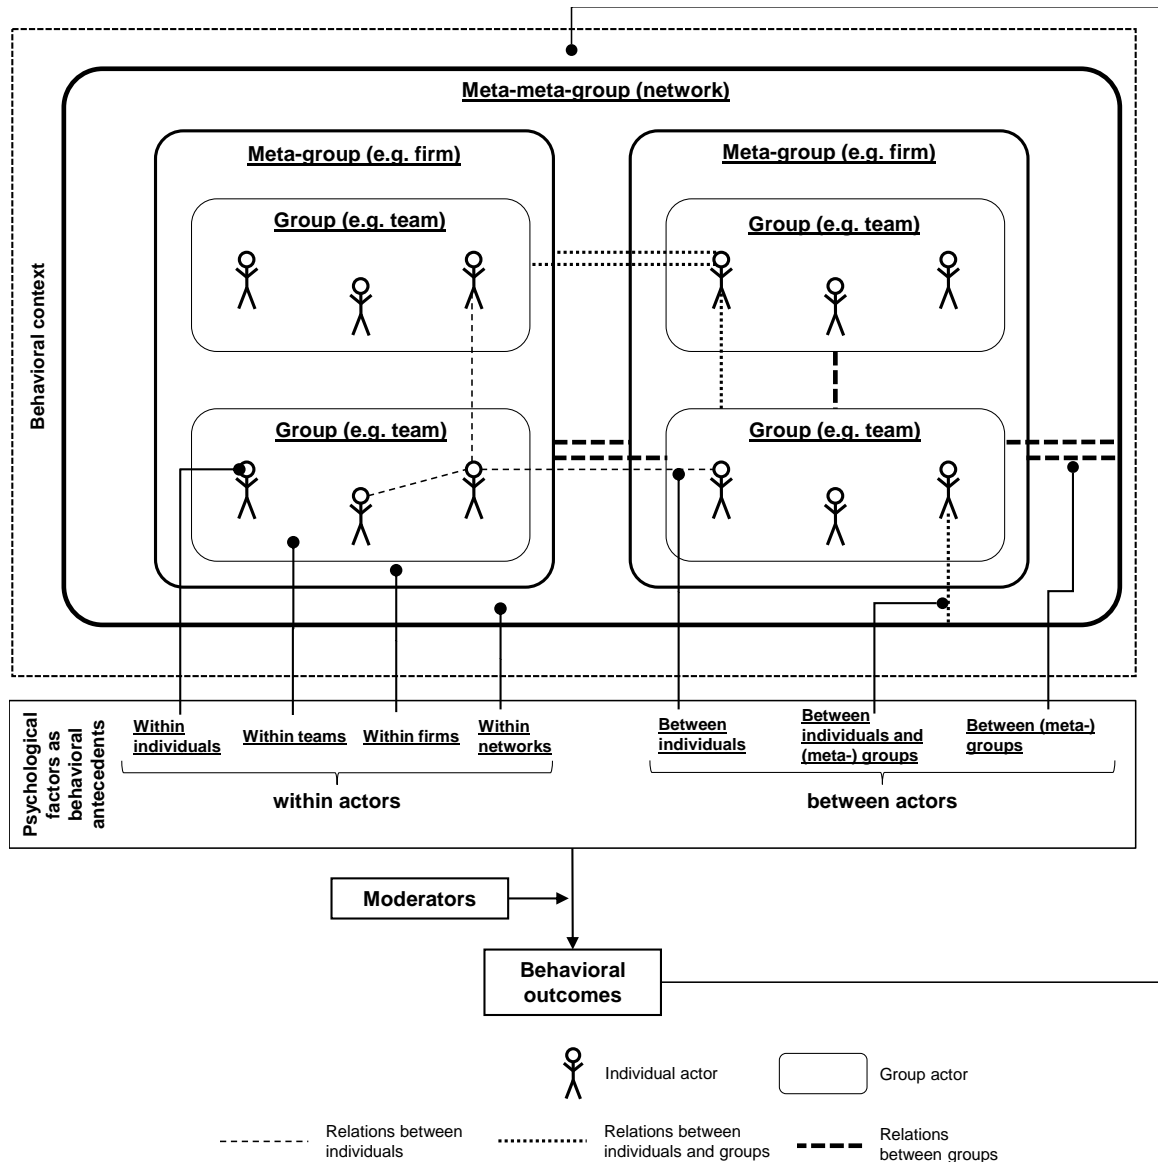 Meta-meta-group (network)
Meta-group (e.g. firm)
Meta-group (e.g. firm)
Group (e.g. team)
Group (e.g. team)
Behavioral context
Group (e.g. team)
Group (e.g. team)
Psychological
factors as
behavioral
antecedents
Within
individuals
Within teams
Within firms
Within
networks
within actors
Between
individuals
Between
individuals and
(meta-) groups
Between (meta-)
groups
between actors
Moderators
Behavioral
outcomes
Individual actor
Group actor
Relations between
individuals
Relations between
individuals and groups
Relations
between groups